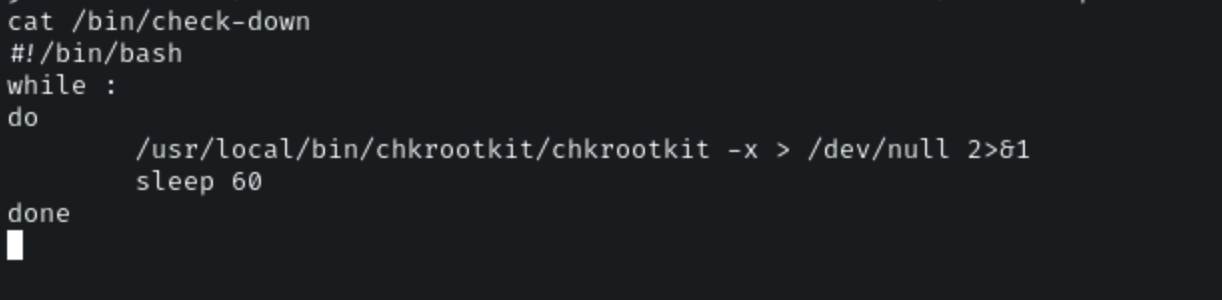 cat /bin/check-down
#!/bin/bash
while :
do
        /usr/local/bin/chkrootkit/chkrootkit -x > /dev/null 2>&1
        sleep 60
done